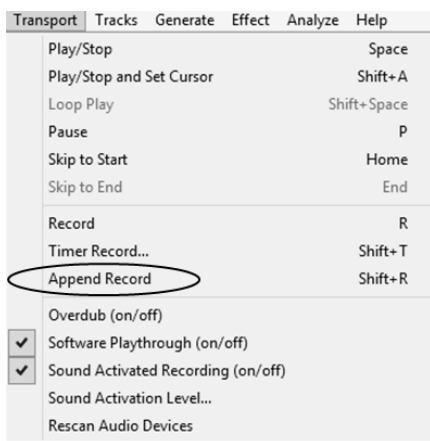 Transport Tracks Generate Effect Analyze Help
Play/Stop Space
Play/Stop and Set Cursor Shift+A
Loop Play Shift+Space
Pause P
Skip to Start Home
Skip to End End
Record R
Timer Record... Shift+T
Append Record Shift+R
Overdub (on/off)
Software Playthrough (on/off)
Sound Activated Recording (on/off)
Sound Activation Level...
Rescan Audio Devices